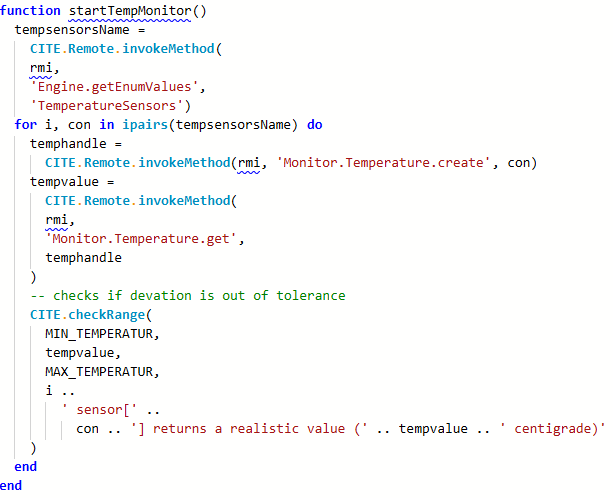 function startTempMonitor()
tempsensorsName =
CITE.Remote.invokeMethod(
rmi,
'Engine.getEnumValues',
'TemperatureSensors')
for i, con in ipairs(tempsensorsName) do
temphandle =
CITE.Remote.invokeMethod(rmi, 'Monitor.Temperature.create', con)
tempvalue =
CITE.Remote.invokeMethod(
rmi,
'Monitor.Temperature.get',
temphandle
)
-- checks if devation is out of tolerance
CITE.checkRange(
MIN_TEMPERATUR,
tempvalue,
MAX_TEMPERATUR,
i ..
' sensor[' ..
con .. '] returns a realistic value (' .. tempvalue .. ' centigrade)'
)
end
end